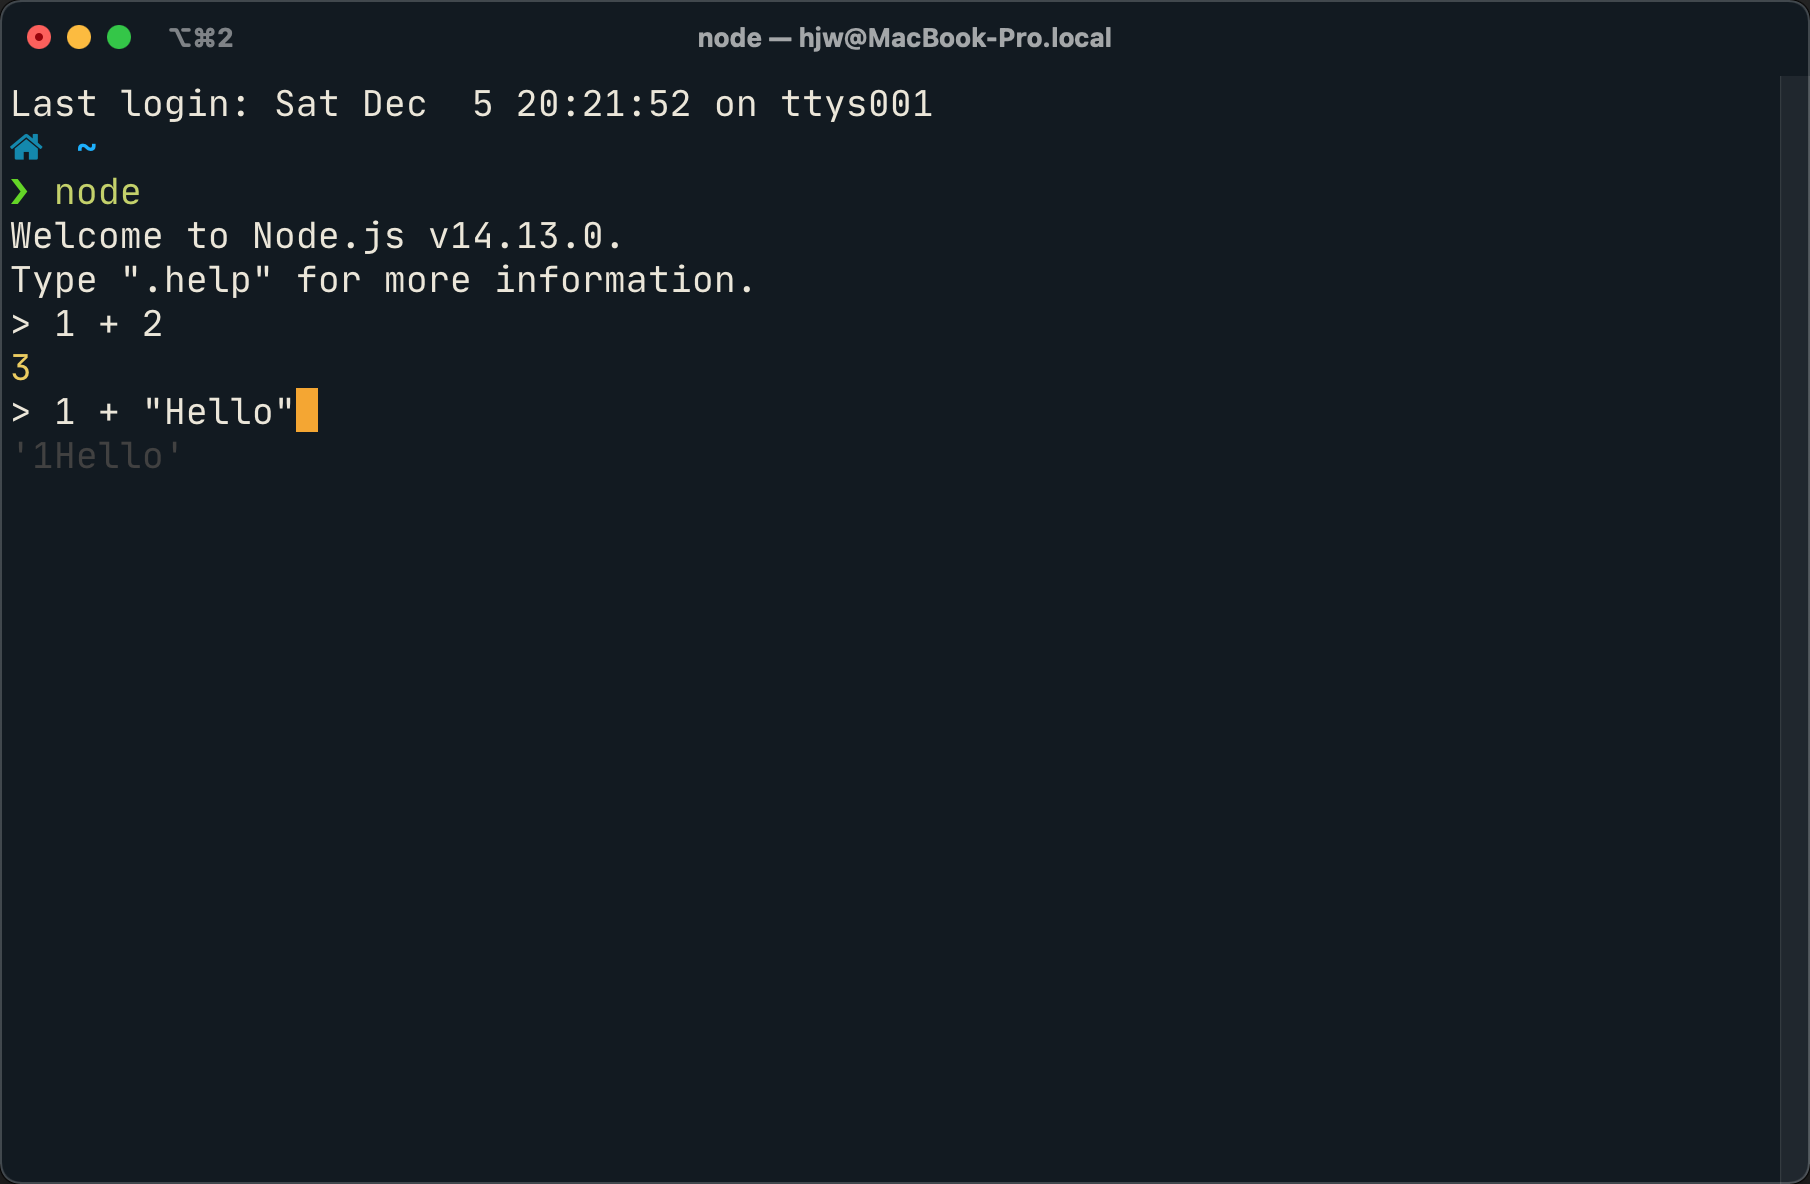 ⌥⌘2
node — hjw@MacBook-Pro.local
Last login: Sat Dec  5 20:21:52 on ttys001
~
❯ node
Welcome to Node.js v14.13.0.
Type ".help" for more information.
> 1 + 2
3
> 1 + "Hello"
'1Hello'